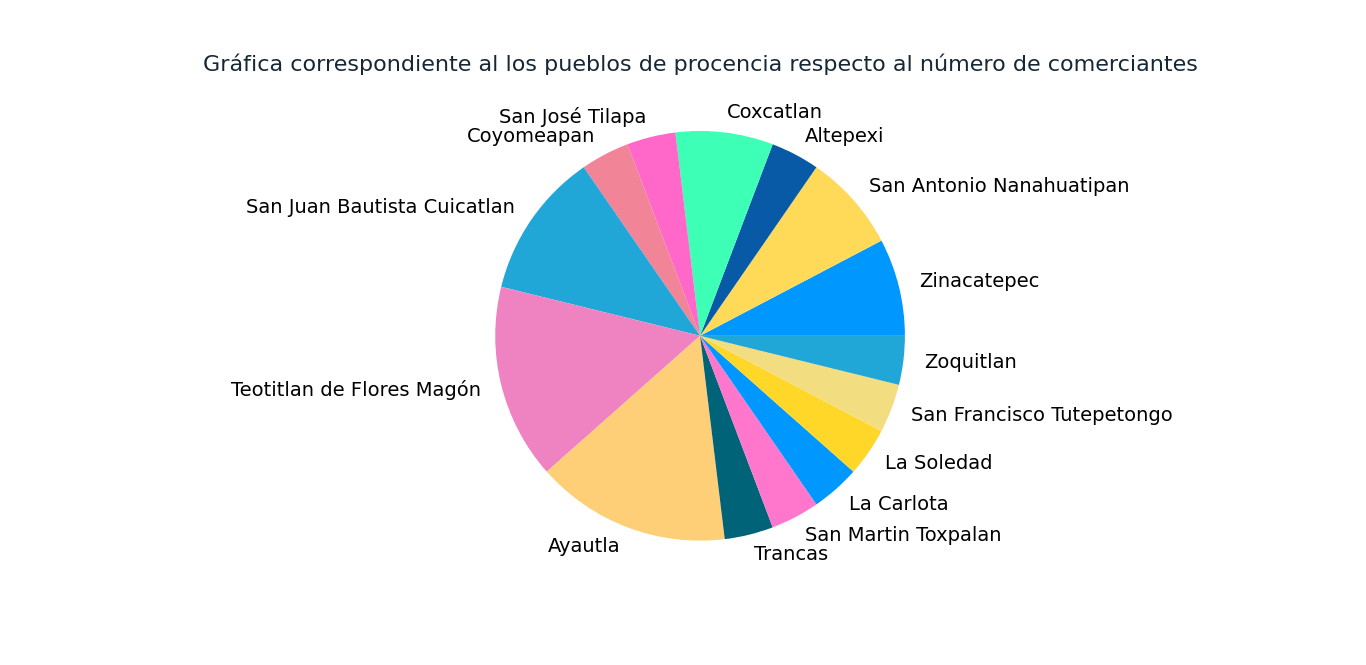 Gráfica correspondiente al los pueblos de procencia respecto al número de comerciantes
Coxcatlan
San José Tilapa
Coyomeapan
Altepexi
San Antonio Nanahuatipan
San Juan Bautista Cuicatlan
Zinacatepec
Zoquitlan
Teotitlan de Flores Magón
San Francisco Tutepetongo
La Soledad
La Carlota
San Martin Toxpalan
Ayautla
Trancas